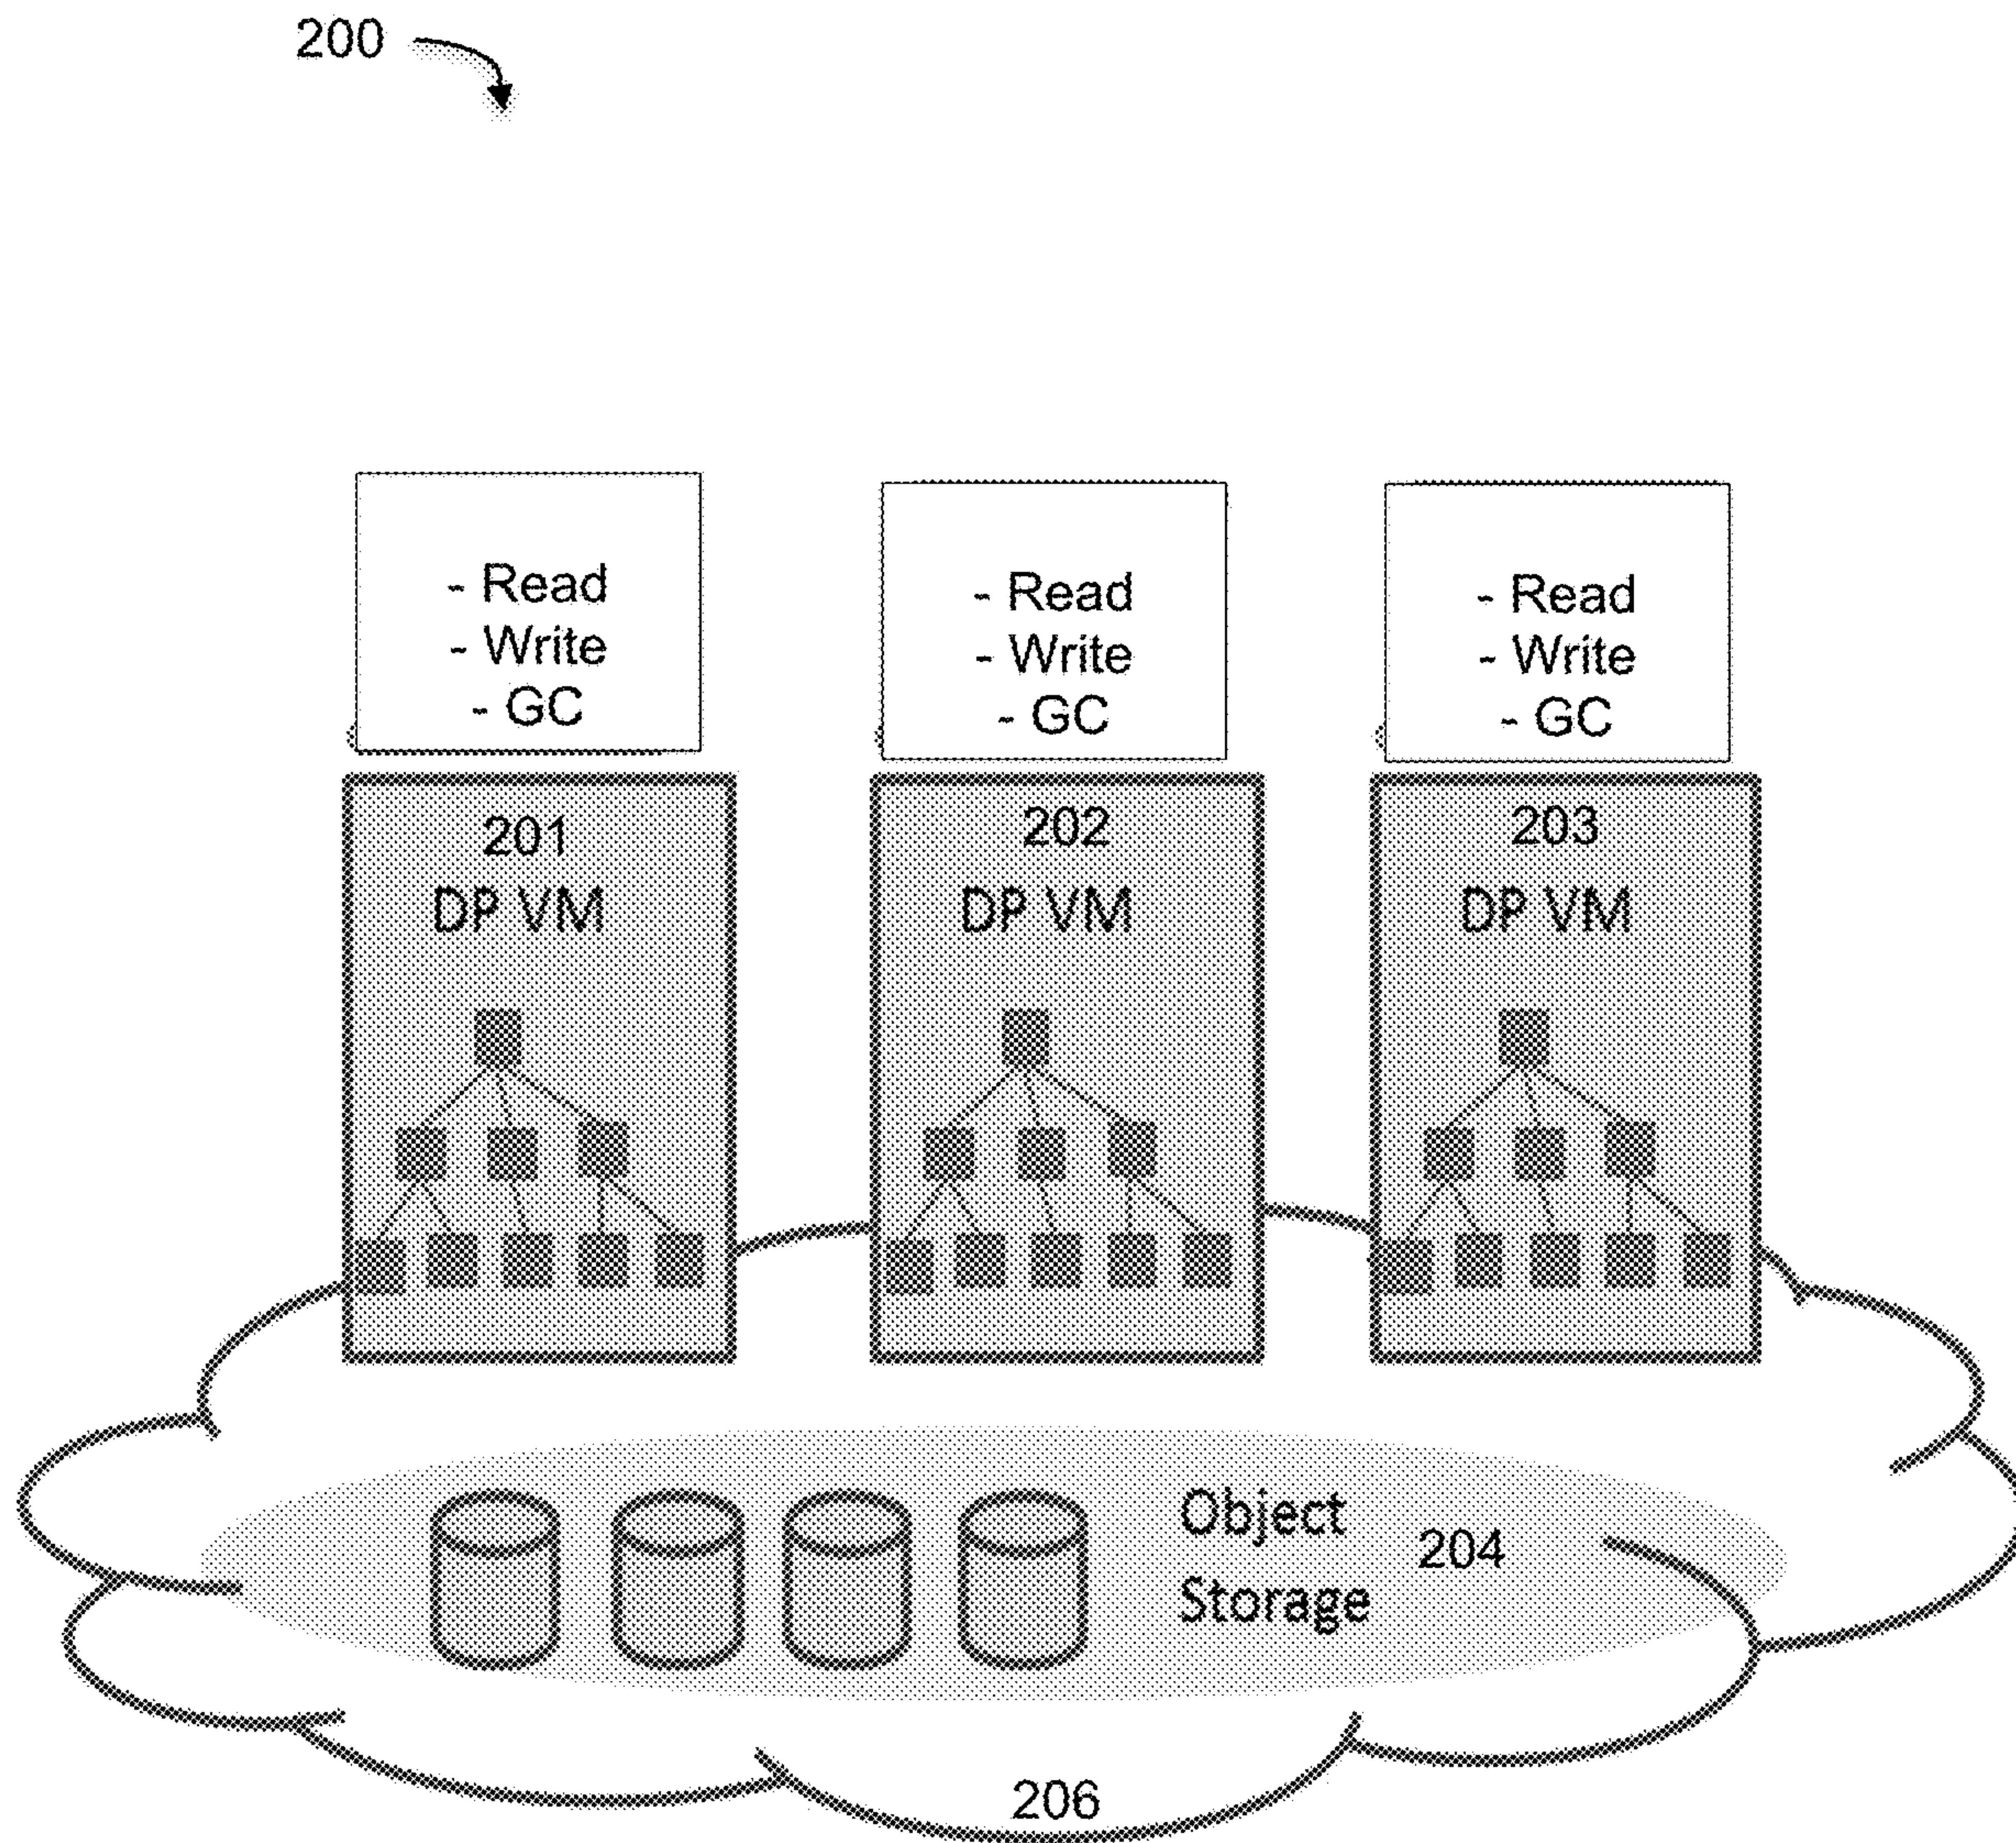 200
- Read
- Write
- GC
- Read
- Write
- GC
- Read
- Write
- GC
201
DP VM
202
DP VM
203
DP VM
Object
Storage
204
206